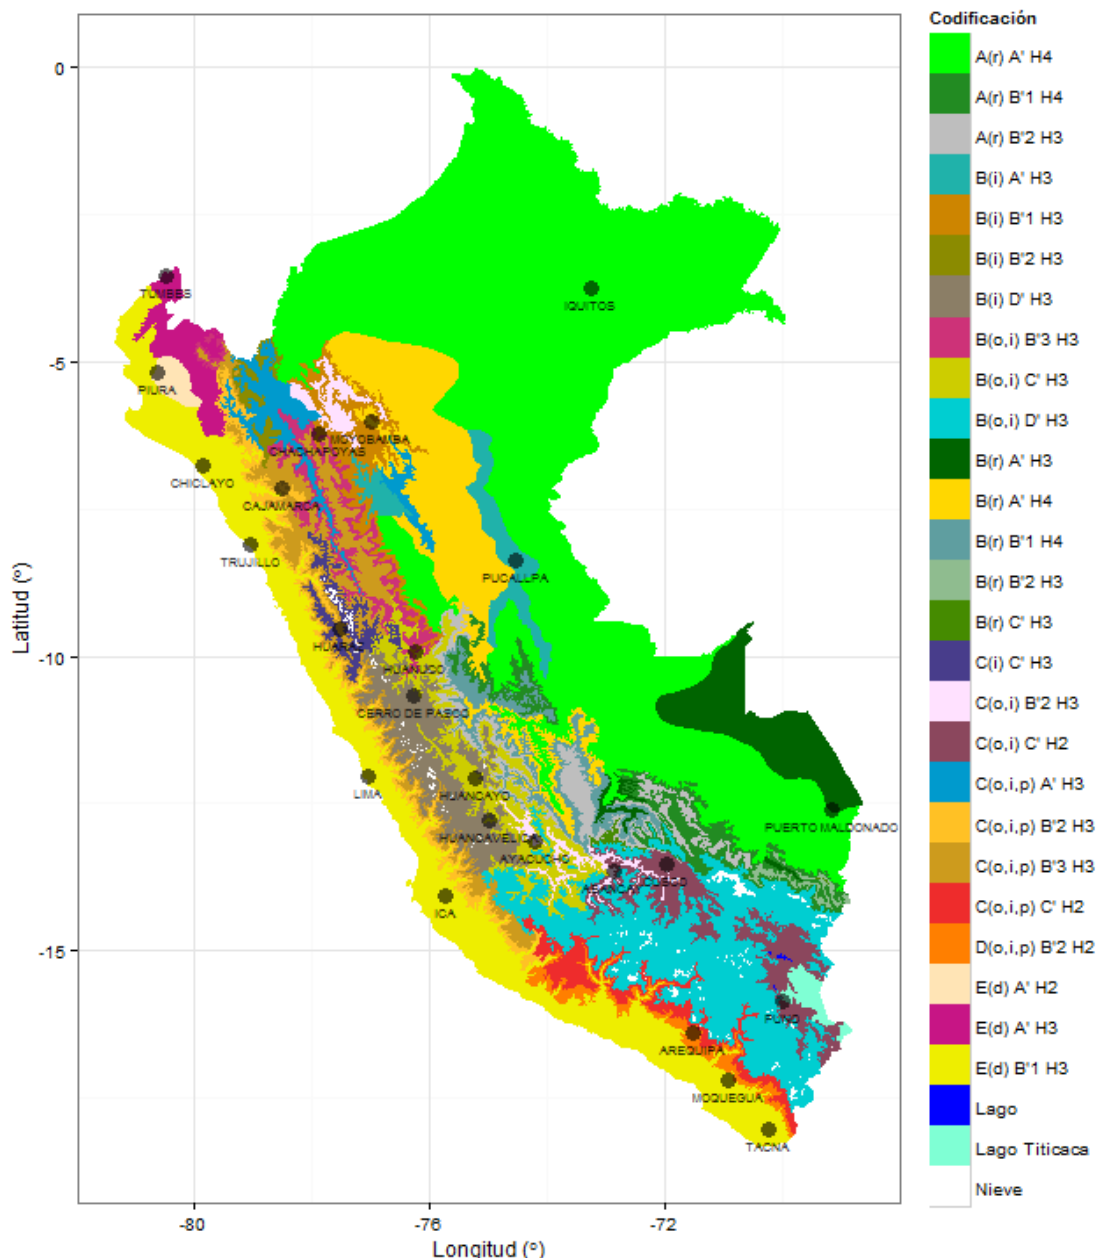 Codificación
A(r) A' H4
A(r) B'1 H4
A(r) B'2 H3
B(i) A' H3
B(i) B'1 H3
B(i) B'2 H3
B(i) D' H3
B(o,i) B'3 H3
B(o,i) C' H3
B(o,i) D' H3
B(r) A' H3
B(r) A' H4
B(r) B'1 H4
B(r) B'2 H3
B(r) C' H3
C(i) C' H3
C(o,i) B'2 H3
C(o,i) C' H2
C(o,i,p) A' H3
C(o,i,p) B'2 H3
C(o,i,p) B'3 H3
C(o,i,p) C' H2
D(o,i,p) B'2 H2
E(d) A' H2
E(d) A' H3
E(d) B'1 H3
Lago
Lago Titicaca
Nieve
0
-5
-10
-15
Latitud (º)
TUMBES
IQUITOS
PIURA
MOYOBAMBA
CHACHAPOYAS
CHICLAYO
CAJAMARCA
TRUJILLO
PUCALLPA
HUARAZ
HUANUCO
CERRO DE PASCO
LIMA
HUANCAYO
PUERTO MALDONADO
HUANCAVELICA
AYACUCHO
ABANCAY
CUSCO
ICA
PUNO
AREQUIPA
MOQUEGUA
TACNA
-80
-76
-72
Longitud (º)